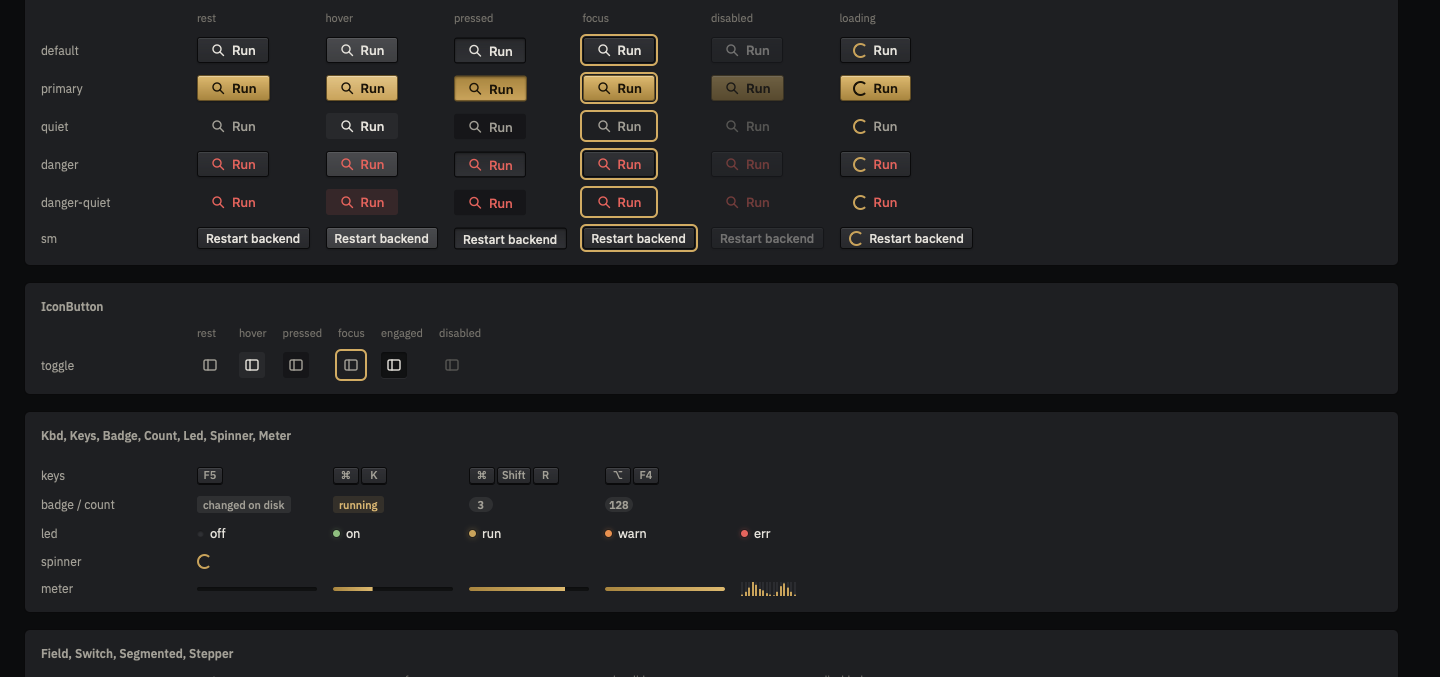 rest hover pressed focus disabled loading
default Run Run Run Run Run Run
primary Run Run Run Run Run Run
quiet Run Run Run Run Run Run
danger Run Run Run Run Run Run
danger-quiet Run Run Run Run Run Run
sm Restart backend Restart backend Restart backend Restart backend Restart backend Restart backend
IconButton
rest hover pressed focus engaged disabled
toggle
Kbd, Keys, Badge, Count, Led, Spinner, Meter
keys F5 ⌘ K ⌘ Shift R ⌥ F4
badge / count changed on disk running 3 128
led off on run warn err
spinner
meter
Field, Switch, Segmented, Stepper